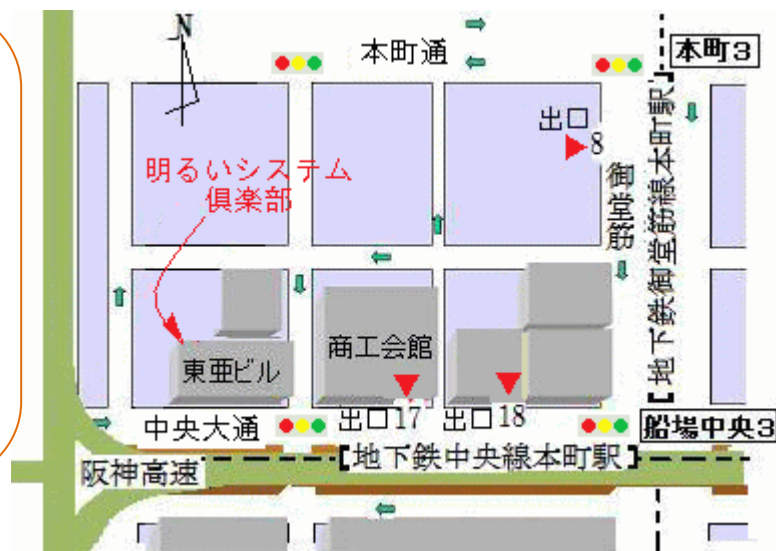 N
本町通
本町3
出口
8
明るいシステム
倶楽部
御堂筋
地下鉄御堂筋線本町駅
商工会館
東亜ビル
出口17
出口18
中央大通
船場中央3
【地下鉄中央線本町駅】
阪神高速